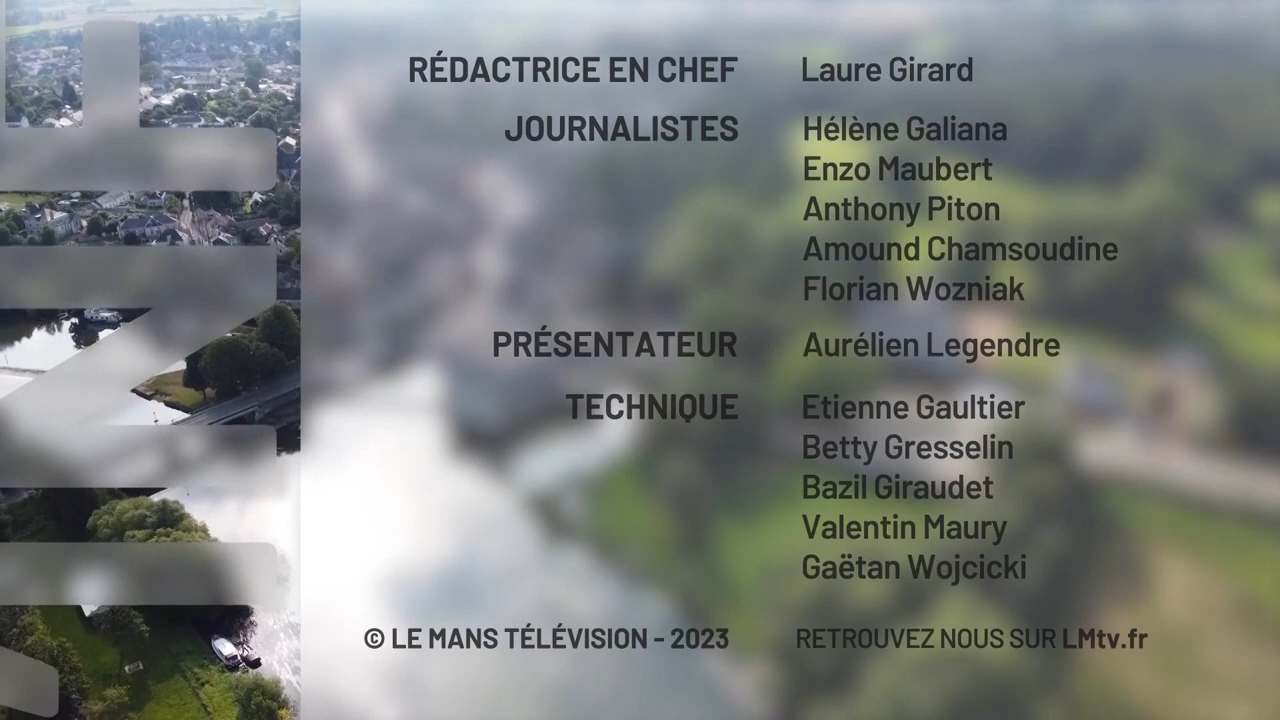 RÉDACTRICE EN CHEF Laure Girard
JOURNALISTES Hélène Galiana
Enzo Maubert
Anthony Piton
Amound Chamsoudine
Florian Wozniak
PRÉSENTATEUR Aurélien Legendre
TECHNIQUE Etienne Gaultier
Betty Gresselin
Bazil Giraudet
Valentin Maury
Gaëtan Wojcicki
© LE MANS TÉLÉVISION - 2023 RETROUVEZ NOUS SUR LMtv.fr